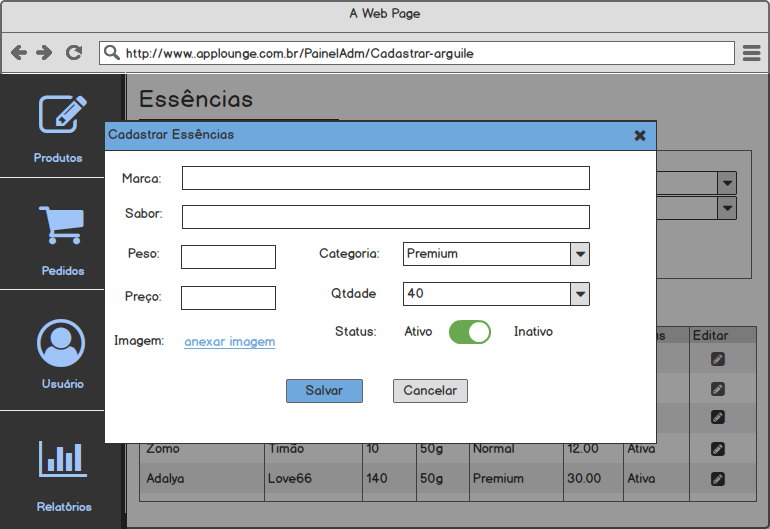 A Web Page
http://www..applounge.com.br/PainelAdm/Cadastrar-arguile
Essências
Produtos
Pedidos
Usuário
Relatórios
Cadastrar Essências
Marca:
Sabor:
Peso:
Categoria: Premium
Preço:
Qtdade 40
Imagem: anexar imagem
Status: Ativo Inativo
Salvar Cancelar
Editar
Zomo Timão 10 50g Normal 12.00 Ativa
Adalya Love66 140 50g Premium 30.00 Ativa